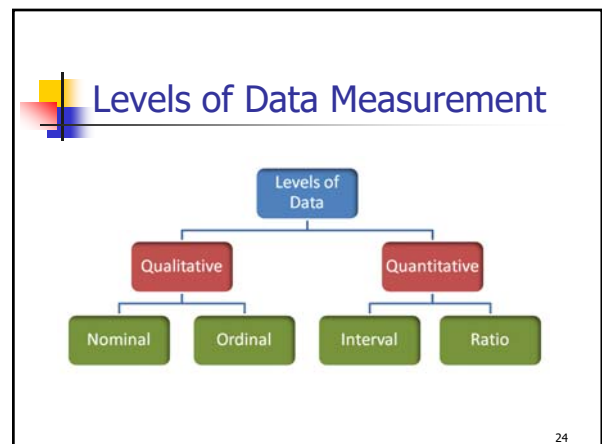 Levels of Data Measurement
Levels of
Data
Qualitative
Quantitative
Nominal
Ordinal
Interval
Ratio
24